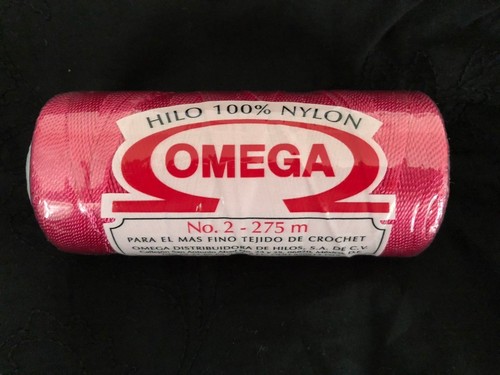 HILO 100% NYLON
OMEGA
No. 2 - 275 m
PARA EL MAS FINO TEJIDO DE CROCHET
OMEGA DISTRIBUIDORA DE HILOS, S.A. DE C.V.